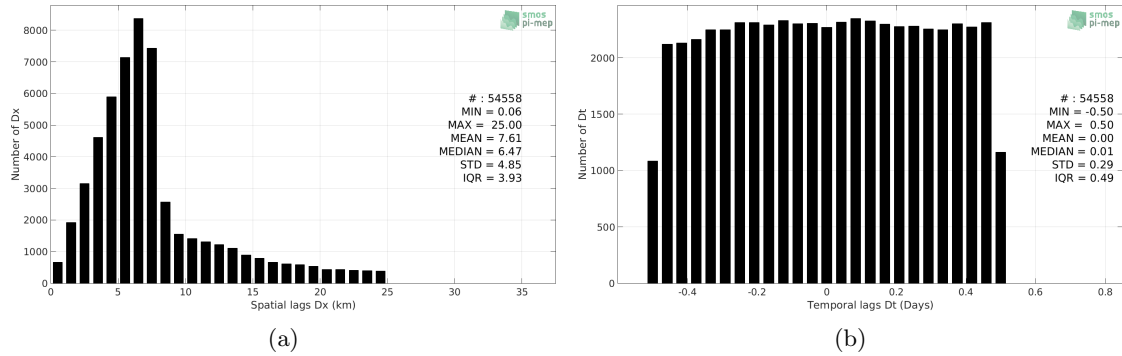 smos
pi-mep
8000
7000
6000
5000
4000
3000
2000
1000
0
Number of Dx
# : 54558
MIN = 0.06
MAX = 25.00
MEAN = 7.61
MEDIAN = 6.47
STD = 4.85
IQR = 3.93
0 5 10 15 20 25 30 35
Spatial lags Dx (km)
(a)
smos
pi-mep
2000
1500
1000
500
0
Number of Dt
# : 54558
MIN = -0.50
MAX = 0.50
MEAN = 0.00
MEDIAN = 0.01
STD = 0.29
IQR = 0.49
-0.4 -0.2 0 0.2 0.4 0.6 0.8
Temporal lags Dt (Days)
(b)